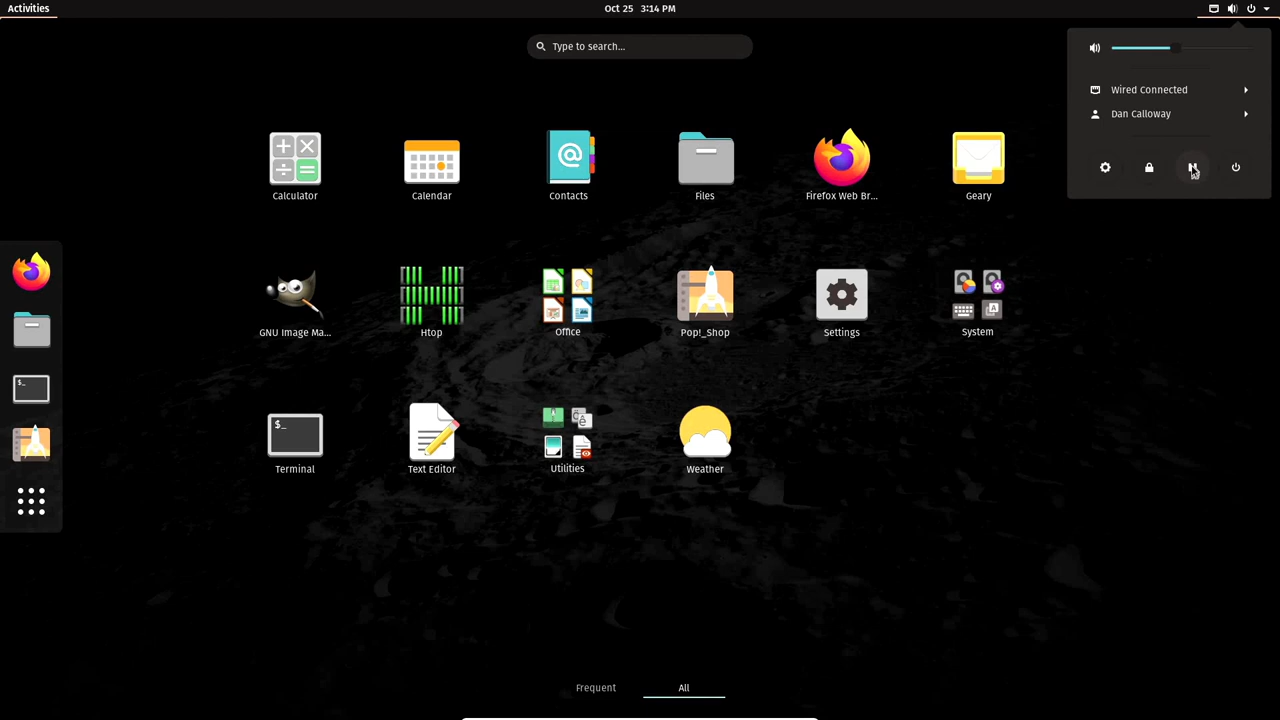 Activities
Oct 25 3:14 PM
Type to search...
Wired Connected
Dan Calloway
Calculator
Calendar
Contacts
Files
Firefox Web Br...
Geary
GNU Image Ma...
Htop
Office
Pop!_Shop
Settings
System
Terminal
Text Editor
Utilities
Weather
Frequent
All